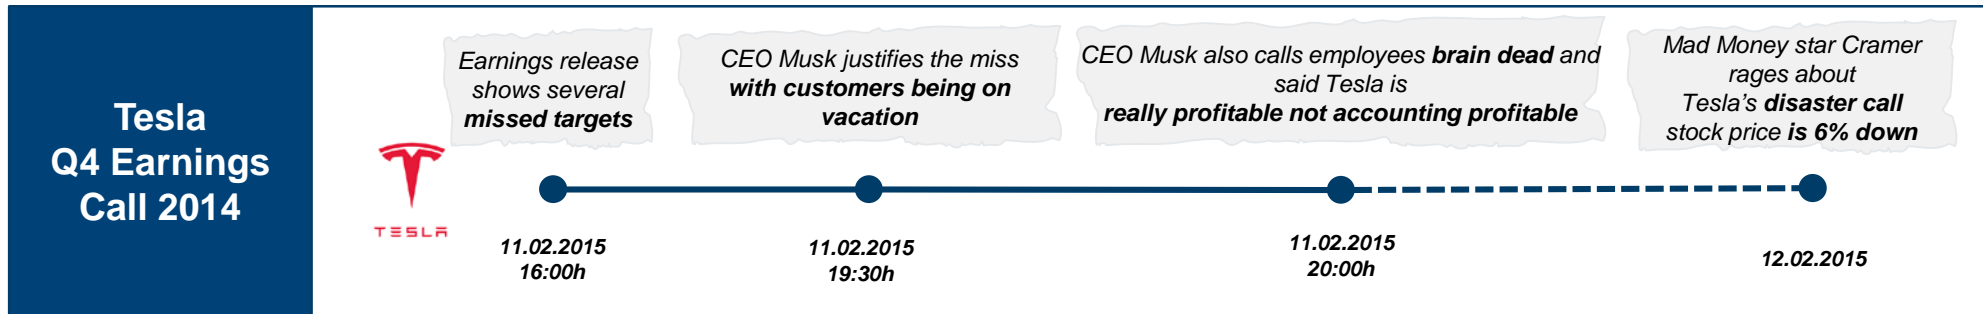 Tesla
Q4 Earnings
Call 2014
TESLA
Earnings release
shows several
missed targets
11.02.2015
16:00h
CEO Musk justifies the miss
with customers being on
vacation
11.02.2015
19:30h
CEO Musk also calls employees brain dead and
said Tesla is
really profitable not accounting profitable
11.02.2015
20:00h
Mad Money star Cramer
rages about
Tesla's disaster call
stock price is 6% down
12.02.2015